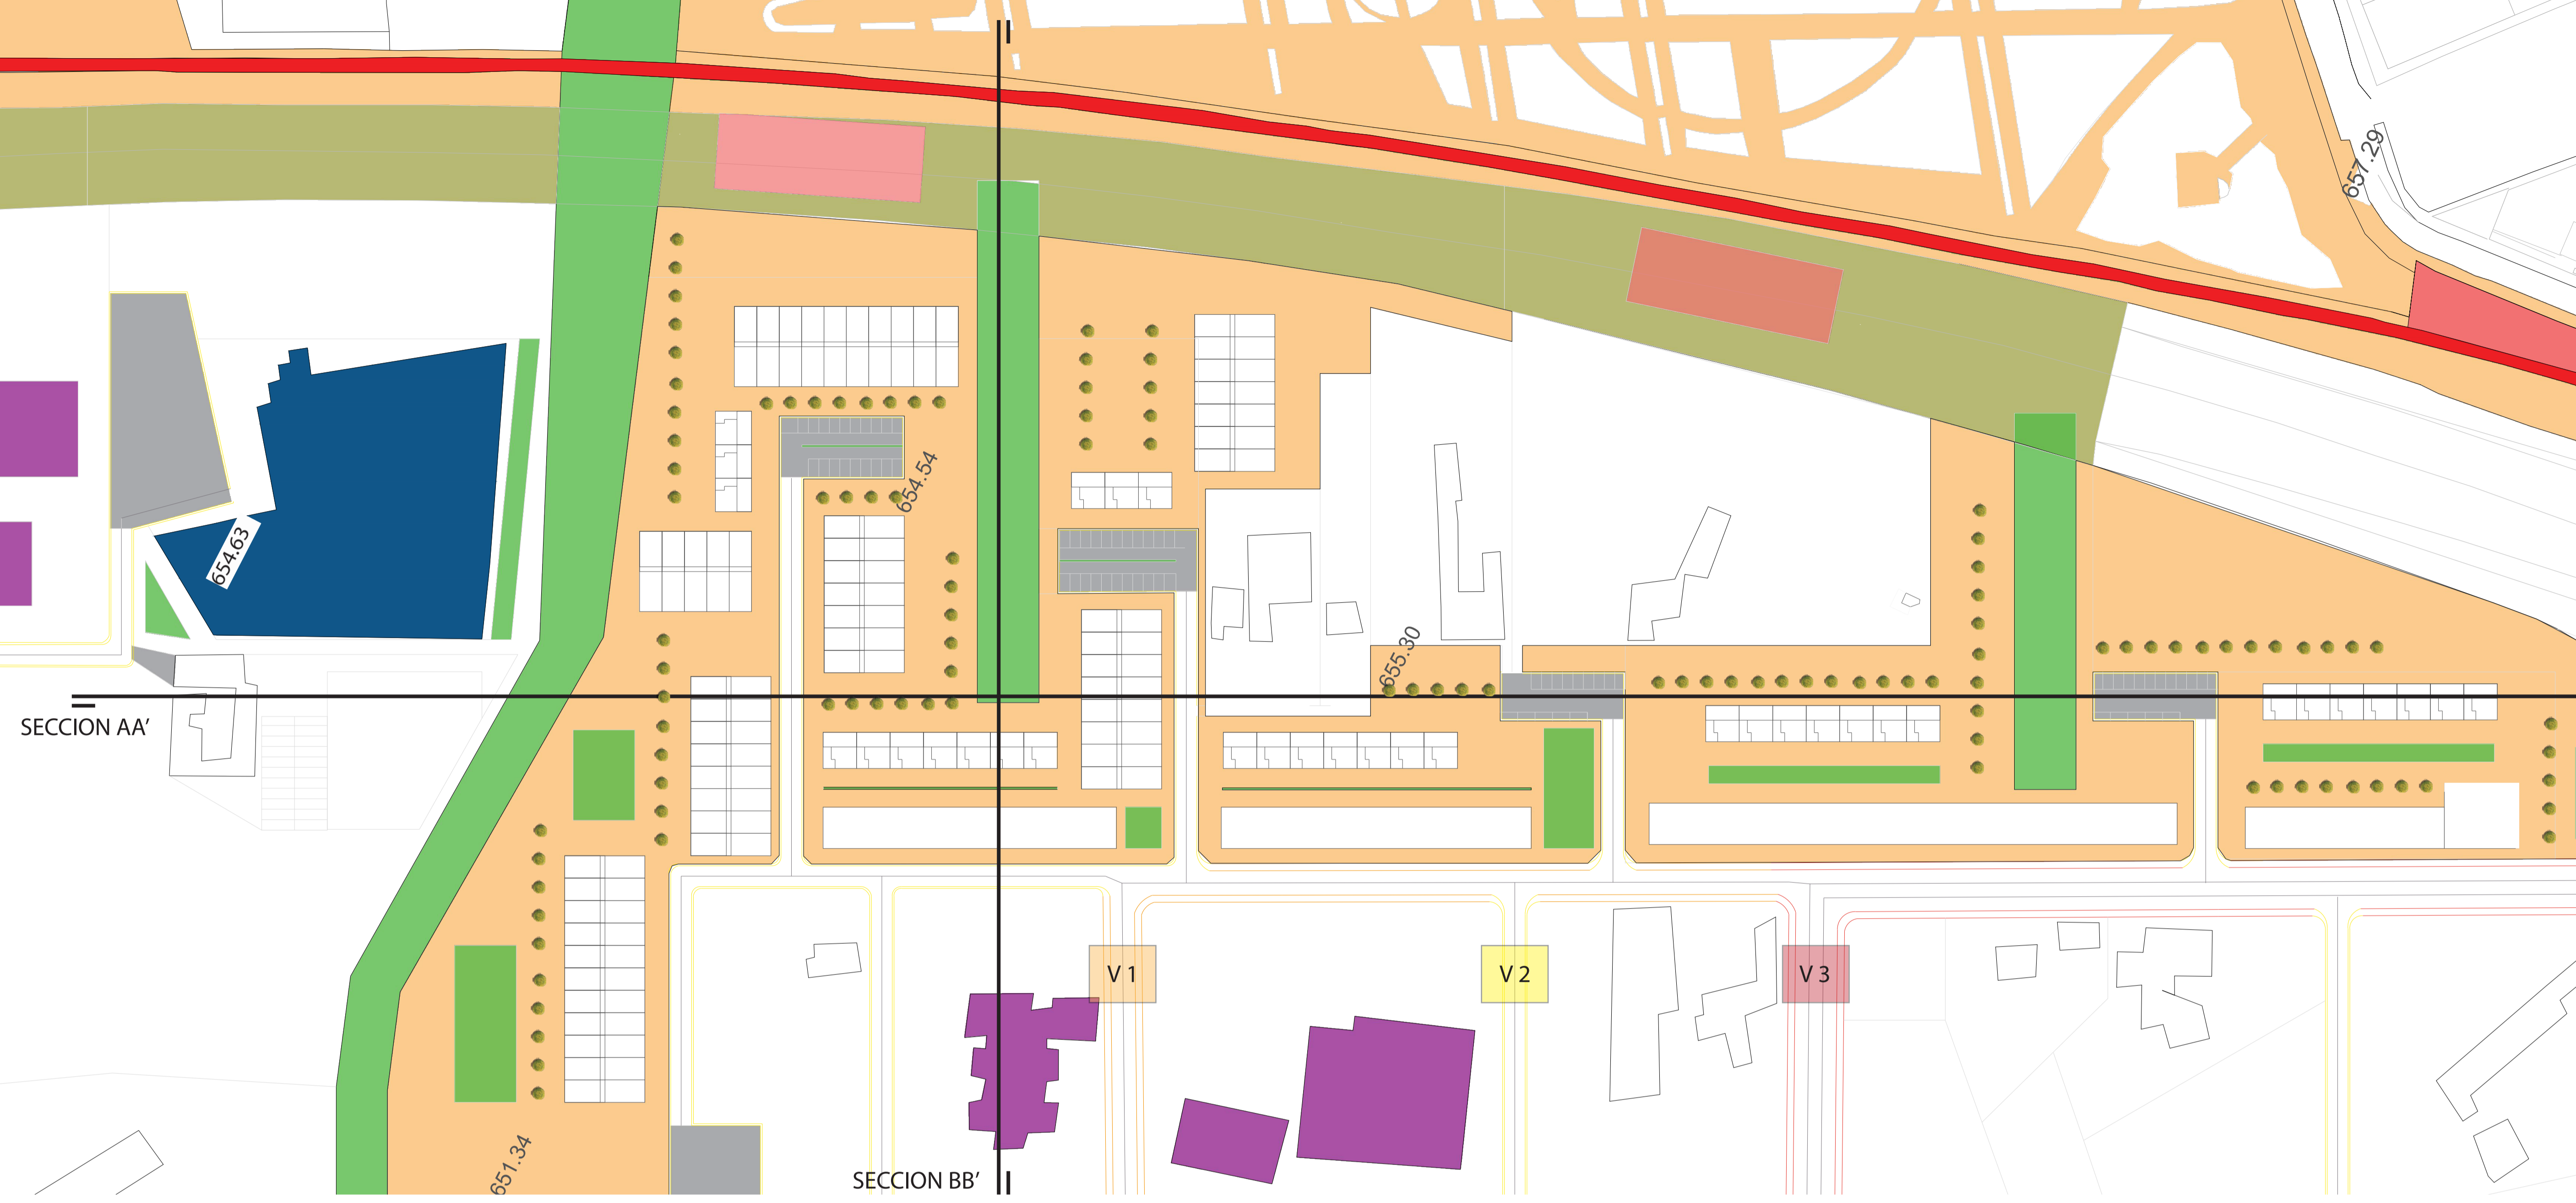 657.29
654.54
654.63
655.30
SECCION AA'
V 1
V 2
V 3
651.34
SECCION BB'